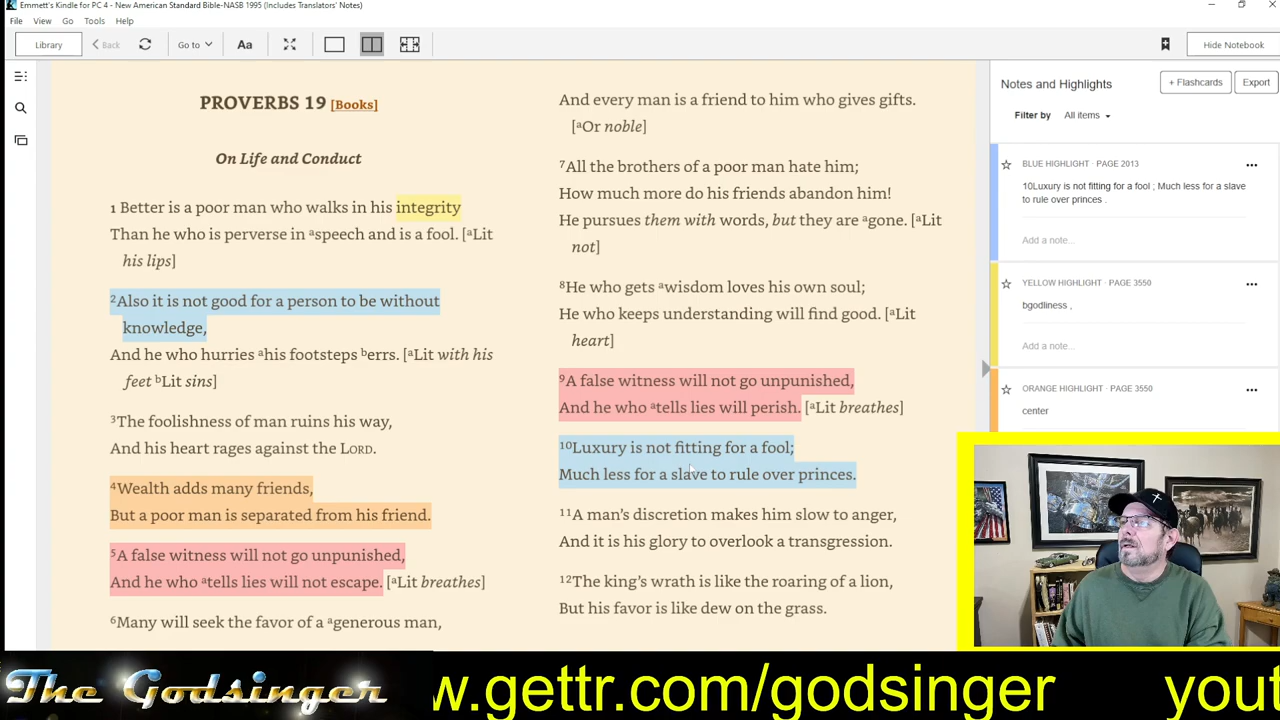 Emmett's Kindle for PC 4 - New American Standard Bible-NASB 1995 (Includes Translators' Notes)
File View Go Tools Help
Library Back Go to Aa Hide Notebook
PROVERBS 19 [Books]
On Life and Conduct
1 Better is a poor man who walks in his integrity
Than he who is perverse in aspeech and is a fool. [aLit
his lips]
2Also it is not good for a person to be without
knowledge,
And he who hurries ahis footsteps berrs. [aLit with his
feet bLit sins]
3The foolishness of man ruins his way,
And his heart rages against the LORD.
4Wealth adds many friends,
But a poor man is separated from his friend.
5A false witness will not go unpunished,
And he who atells lies will not escape. [aLit breathes]
6Many will seek the favor of a agenerous man,
And every man is a friend to him who gives gifts.
[aOr noble]
7All the brothers of a poor man hate him;
How much more do his friends abandon him!
He pursues them with words, but they are agone. [aLit
not]
8He who gets awisdom loves his own soul;
He who keeps understanding will find good. [aLit
heart]
9A false witness will not go unpunished,
And he who atells lies will perish. [aLit breathes]
10Luxury is not fitting for a fool;
Much less for a slave to rule over princes.
11A man's discretion makes him slow to anger,
And it is his glory to overlook a transgression.
12The king's wrath is like the roaring of a lion,
But his favor is like dew on the grass.
Notes and Highlights + Flashcards Export
Filter by All items
BLUE HIGHLIGHT · PAGE 2013
10Luxury is not fitting for a fool ; Much less for a slave
to rule over princes .
Add a note...
YELLOW HIGHLIGHT · PAGE 3550
bgodliness ,
Add a note...
ORANGE HIGHLIGHT · PAGE 3550
center
The Godsinger
w.gettr.com/godsinger yout